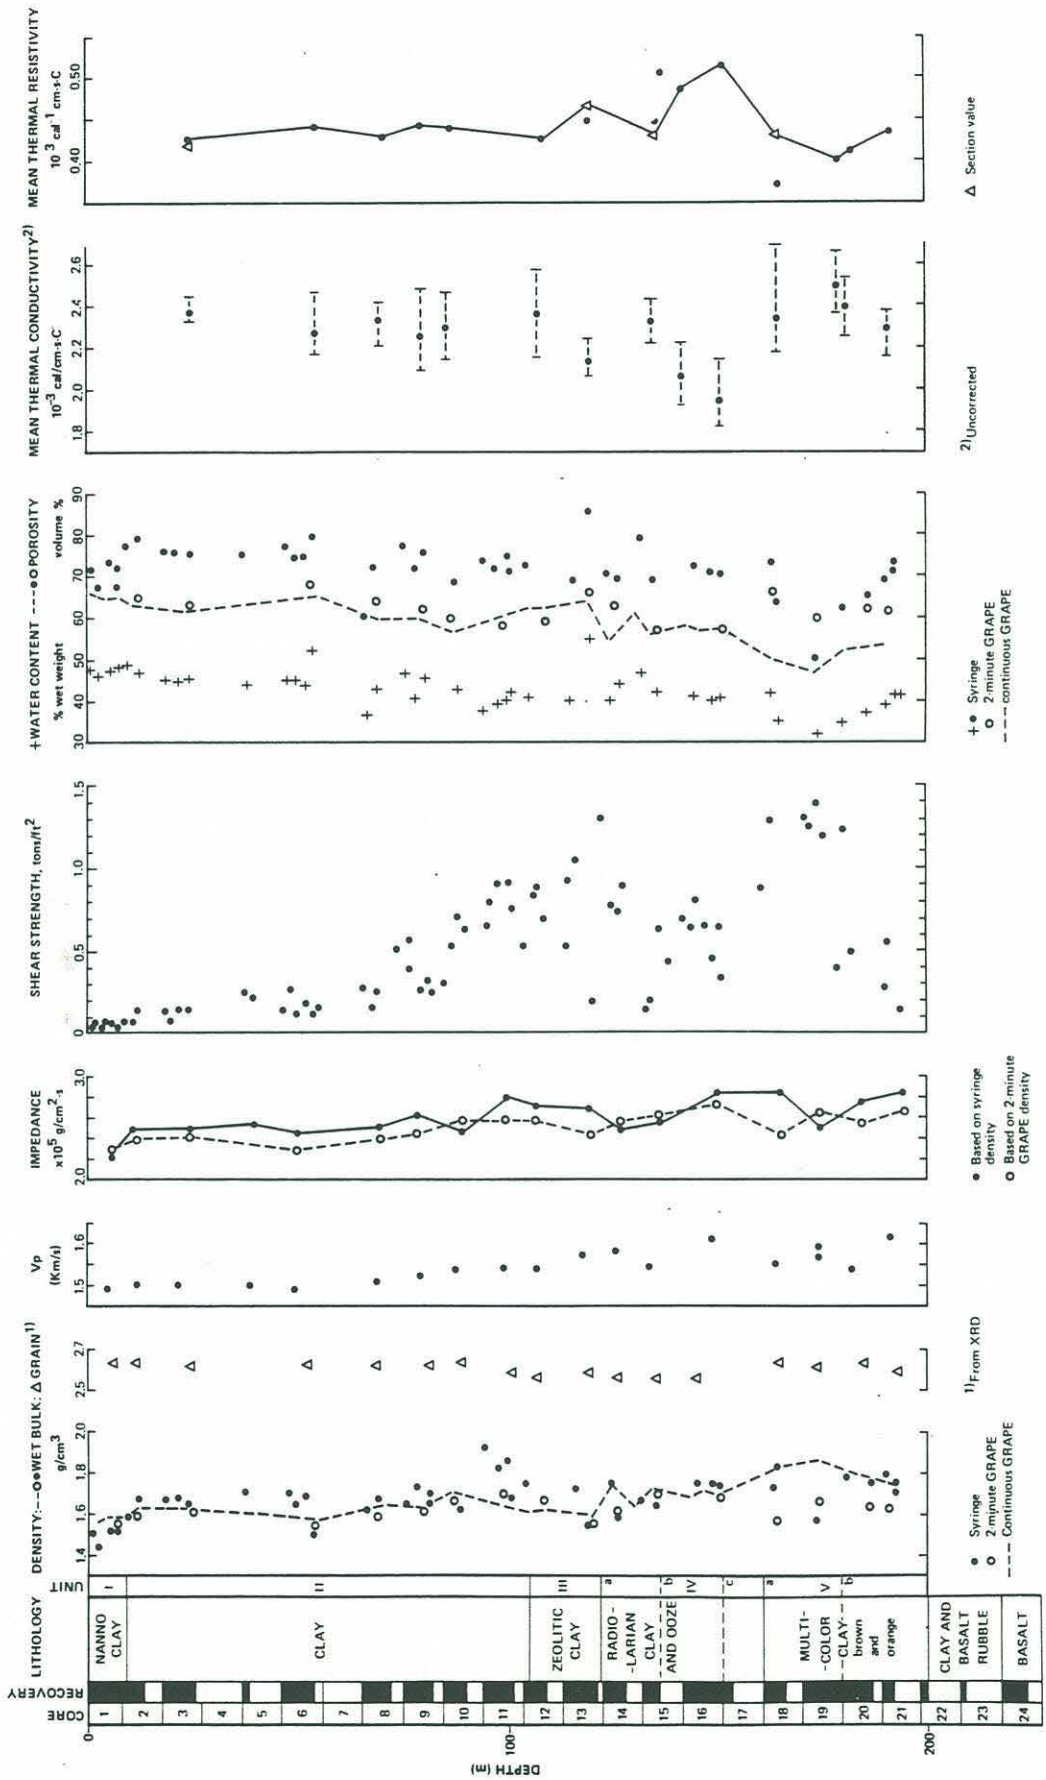 DEPTH (m)
0
100
200
CORE
1
2
3
4
5
6
7
8
9
10
11
12
13
14
15
16
17
18
19
20
21
22
23
24
RECOVERY
LITHOLOGY
NANNO
CLAY
CLAY
ZEOLITIC
CLAY
RADIO-
-LARIAN
CLAY
AND OOZE
MULTI-
-COLOR
-CLAY-
brown
and
orange
CLAY AND
BASALT
RUBBLE
BASALT
UNIT
I
II
III
a
b
IV
c
a
V
b
DENSITY:---○●WET BULK: Δ GRAIN1)
g/cm3
1.4
1.6
1.8
2.0
2.5
2.7
● Syringe
○ 2-minute GRAPE
--- Continuous GRAPE
1)From XRD
Vp
(Km/s)
1.5
1.6
IMPEDANCE
x105 g/cm2-s
2.0
3.0
● Based on syringe
density
○ Based on 2-minute
GRAPE density
SHEAR STRENGTH, tons/ft2
0
0.5
1.0
1.5
+WATER CONTENT ---●○POROSITY
% wet weight
volume %
30
40
50
60
70
80
90
+ ● Syringe
○ 2-minute GRAPE
--- continuous GRAPE
MEAN THERMAL CONDUCTIVITY2)
10-3 cal/cm-s-C
1.8
2.0
2.2
2.4
2.6
2)Uncorrected
MEAN THERMAL RESISTIVITY
103 cal-1 cm-s-C
0.40
0.50
Δ Section value